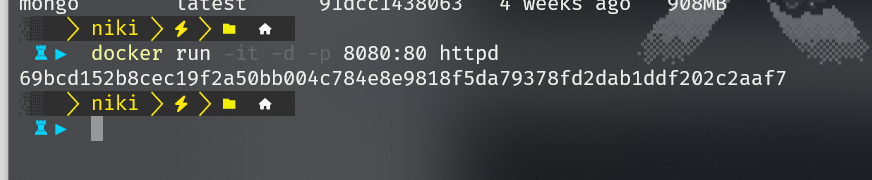 mongo latest 91dcc1438063 4 weeks ago 908MB
niki
docker run -it -d -p 8080:80 httpd
69bcd152b8cec19f2a50bb004c784e8e9818f5da79378fd2dab1ddf202c2aaf7
niki